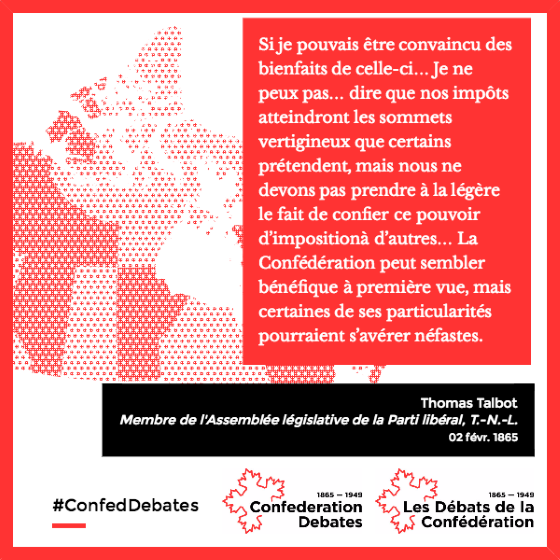 Si je pouvais être convaincu des
bienfaits de celle-ci... Je ne
peux pas... dire que nos impôts
atteindront les sommets
vertigineux que certains
prétendent, mais nous ne
devons pas prendre à la légère
le fait de confier ce pouvoir
d'impositionà d'autres... La
Confédération peut sembler
bénéfique à première vue, mais
certaines de ses particularités
pourraient s'avérer néfastes.
Thomas Talbot
Membre de l'Assemblée législative de la Parti libéral, T.-N.-L.
02 févr. 1865
#ConfedDebates
1865 — 1949
Confederation
Debates
1865 — 1949
Les Débats de la
Confédération